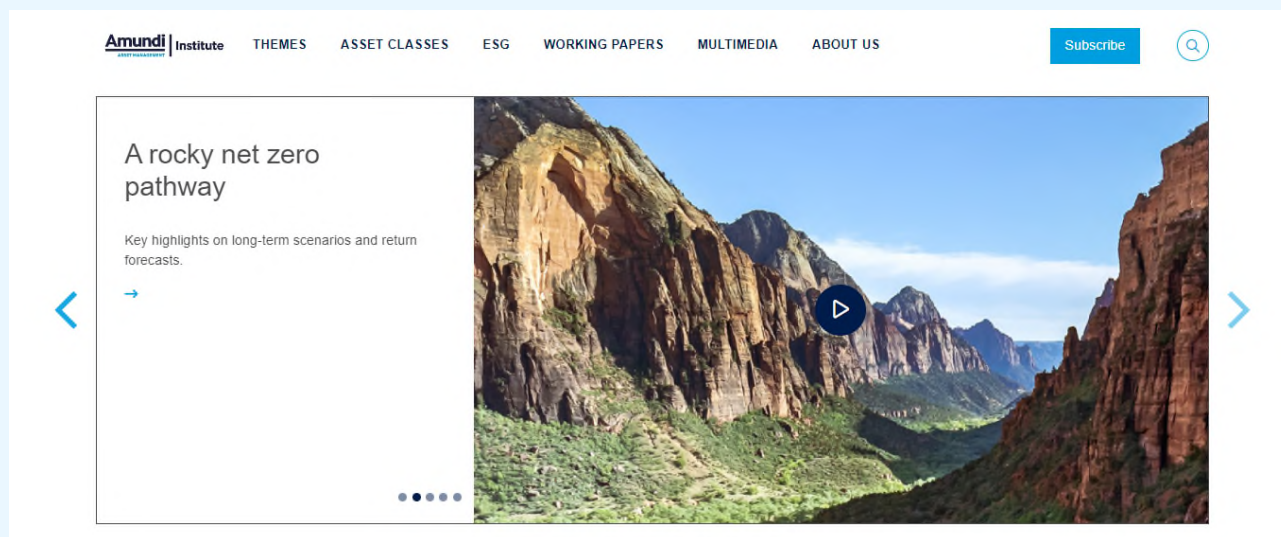 Amundi Institute
ASSET MANAGEMENT
THEMES
ASSET CLASSES
ESG
WORKING PAPERS
MULTIMEDIA
ABOUT US
Subscribe
A rocky net zero
pathway
Key highlights on long-term scenarios and return
forecasts.